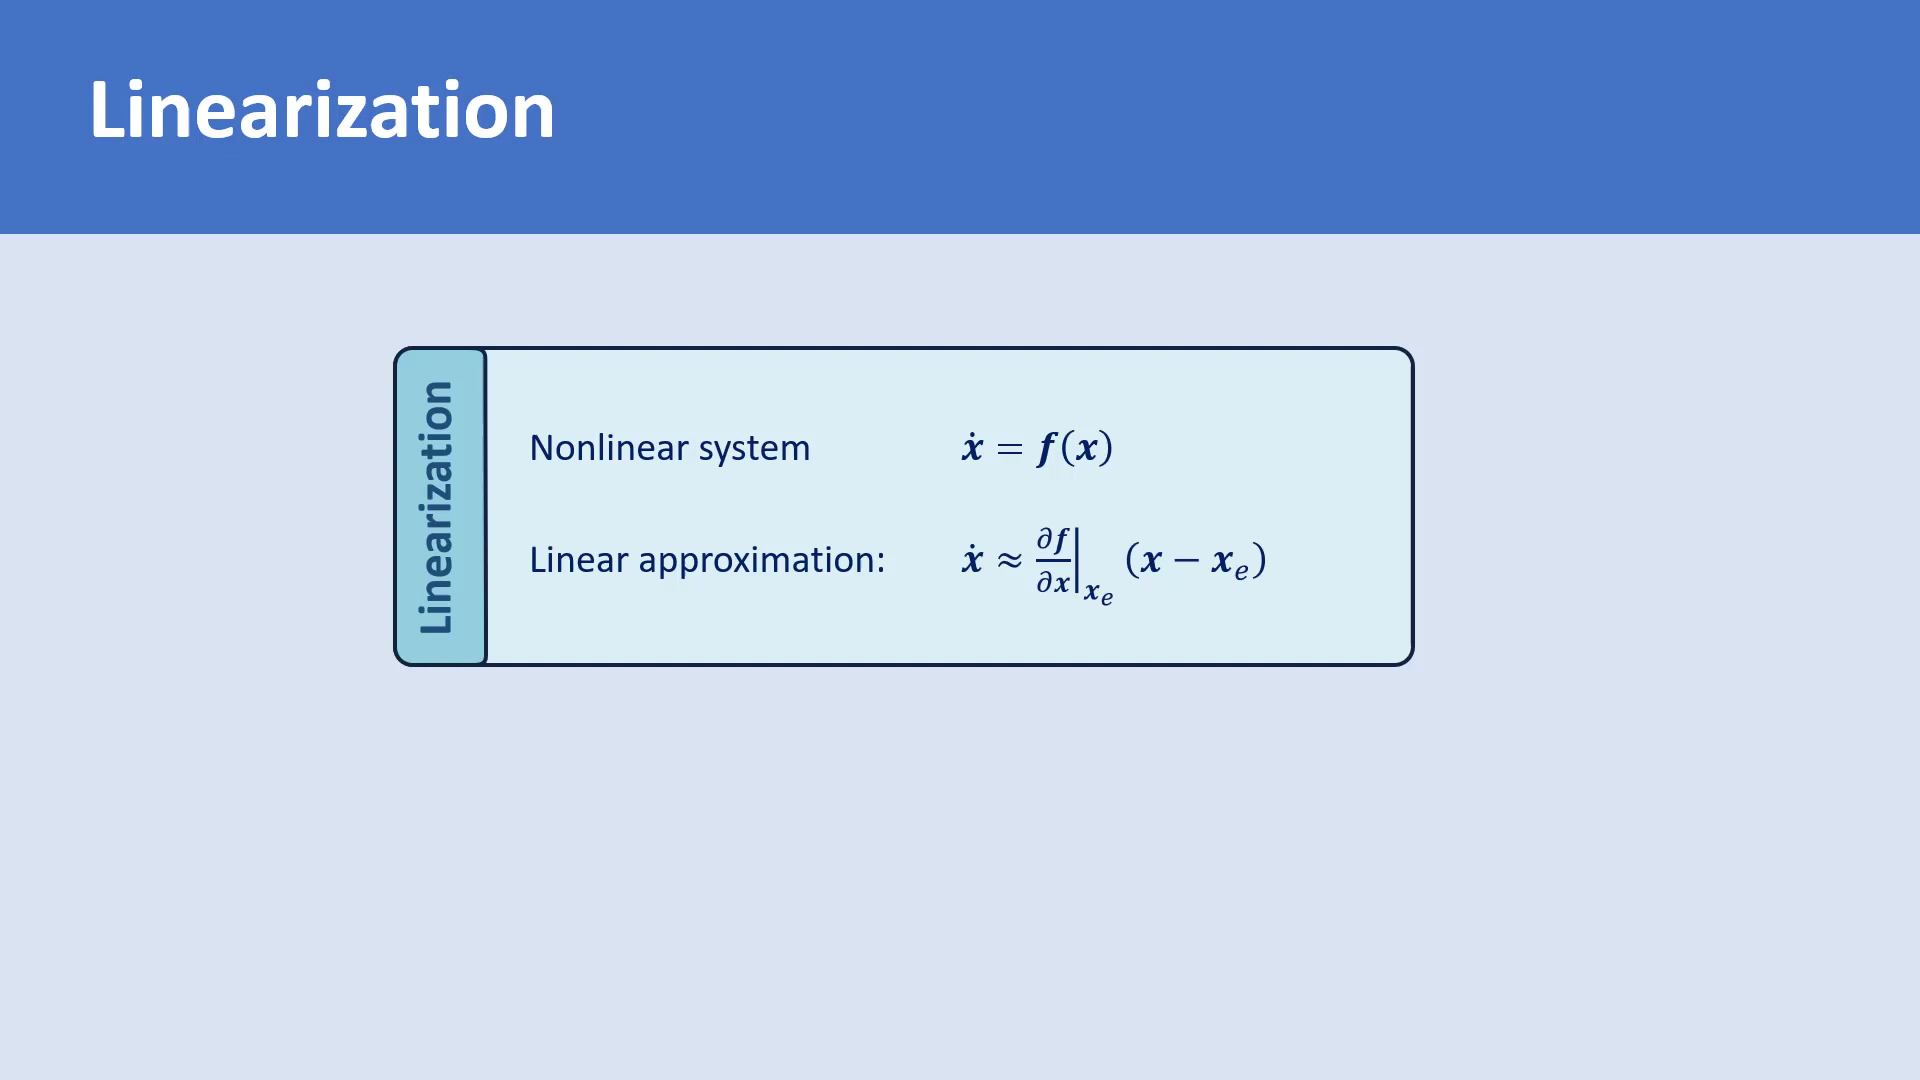 Linearization
Linearization
Nonlinear system ẋ = f(x)
Linear approximation: ẋ ≈ ∂f/∂x|ₓₑ (x − xₑ)